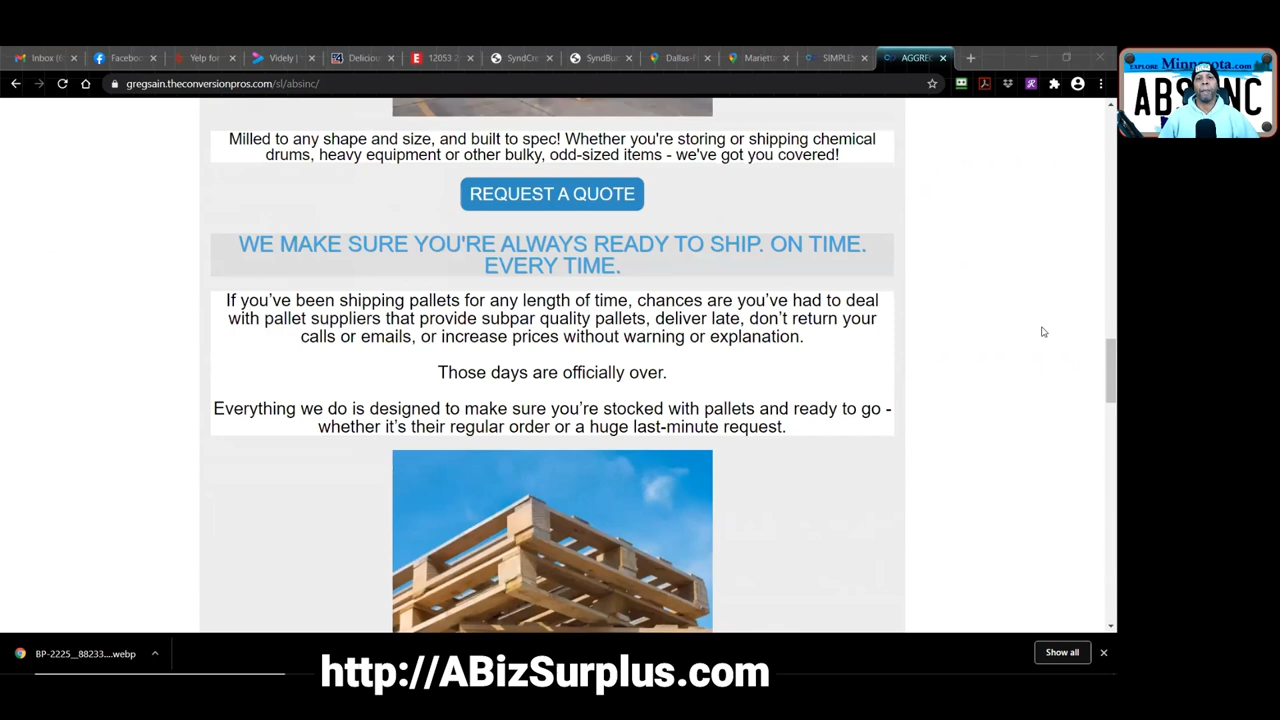 Inbox (
Facebook
Yelp for
Videly |
Delicious
12053 2
SyndCre
SyndBu
Dallas-F
Mariett
SIMPLE
AGGRE
gregsain.theconversionpros.com/sl/absinc/
EXPLORE Minnesota.com
ABSINC
Milled to any shape and size, and built to spec! Whether you're storing or shipping chemical
drums, heavy equipment or other bulky, odd-sized items - we've got you covered!
REQUEST A QUOTE
WE MAKE SURE YOU'RE ALWAYS READY TO SHIP. ON TIME.
EVERY TIME.
If you’ve been shipping pallets for any length of time, chances are you’ve had to deal
with pallet suppliers that provide subpar quality pallets, deliver late, don’t return your
calls or emails, or increase prices without warning or explanation.
Those days are officially over.
Everything we do is designed to make sure you’re stocked with pallets and ready to go -
whether it’s their regular order or a huge last-minute request.
BP-2225__88233....webp
Show all
http://ABizSurplus.com